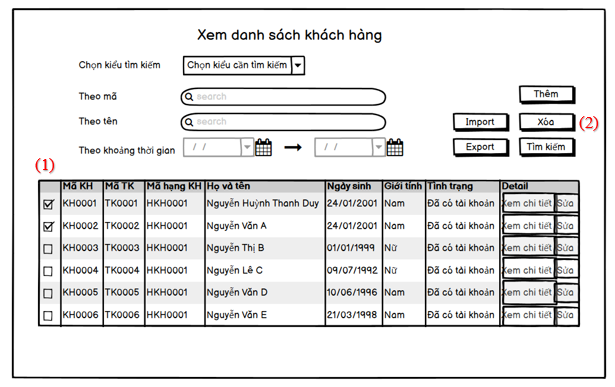 Xem danh sách khách hàng
Chọn kiểu tìm kiếm Chọn kiểu cần tìm kiếm
Theo mã search Thêm
Theo tên search Import Xóa (2)
Theo khoảng thời gian / / / / Export Tìm kiếm
(1)
Mã KH Mã TK Mã hạng KH Họ và tên Ngày sinh Giới tính Tình trạng Detail
KH0001 TK0001 HKH0001 Nguyễn Huỳnh Thanh Duy 24/01/2001 Nam Đã có tài khoản Xem chi tiết Sửa
KH0002 TK0002 HKH0001 Nguyễn Văn A 24/01/2001 Nam Đã có tài khoản Xem chi tiết Sửa
KH0003 TK0003 HKH0001 Nguyễn Thị B 01/01/1999 Nữ Đã có tài khoản Xem chi tiết Sửa
KH0004 TK0004 HKH0001 Nguyễn Lê C 09/07/1992 Nữ Đã có tài khoản Xem chi tiết Sửa
KH0005 TK0005 HKH0001 Nguyễn Văn D 10/06/1996 Nam Đã có tài khoản Xem chi tiết Sửa
KH0006 TK0006 HKH0001 Nguyễn Văn E 21/03/1998 Nam Đã có tài khoản Xem chi tiết Sửa